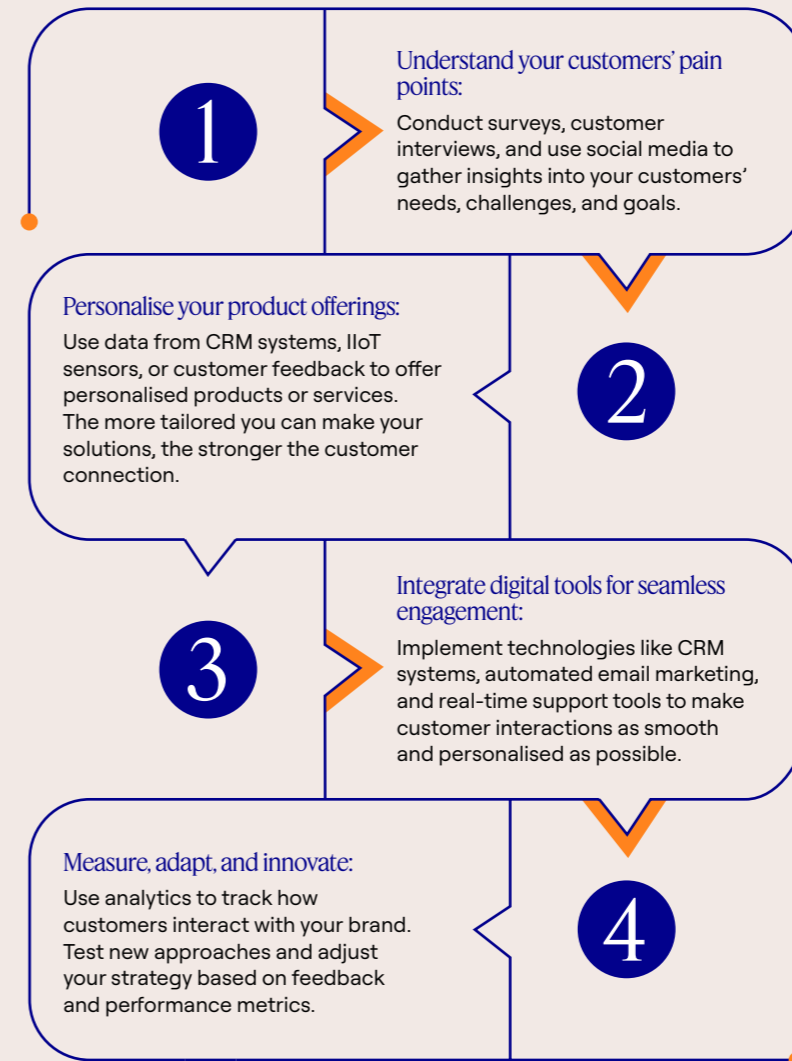 1
Understand your customers’ pain
points:
Conduct surveys, customer
interviews, and use social media to
gather insights into your customers’
needs, challenges, and goals.
2
Personalise your product offerings:
Use data from CRM systems, IIoT
sensors, or customer feedback to offer
personalised products or services.
The more tailored you can make your
solutions, the stronger the customer
connection.
3
Integrate digital tools for seamless
engagement:
Implement technologies like CRM
systems, automated email marketing,
and real-time support tools to make
customer interactions as smooth
and personalised as possible.
4
Measure, adapt, and innovate:
Use analytics to track how
customers interact with your brand.
Test new approaches and adjust
your strategy based on feedback
and performance metrics.